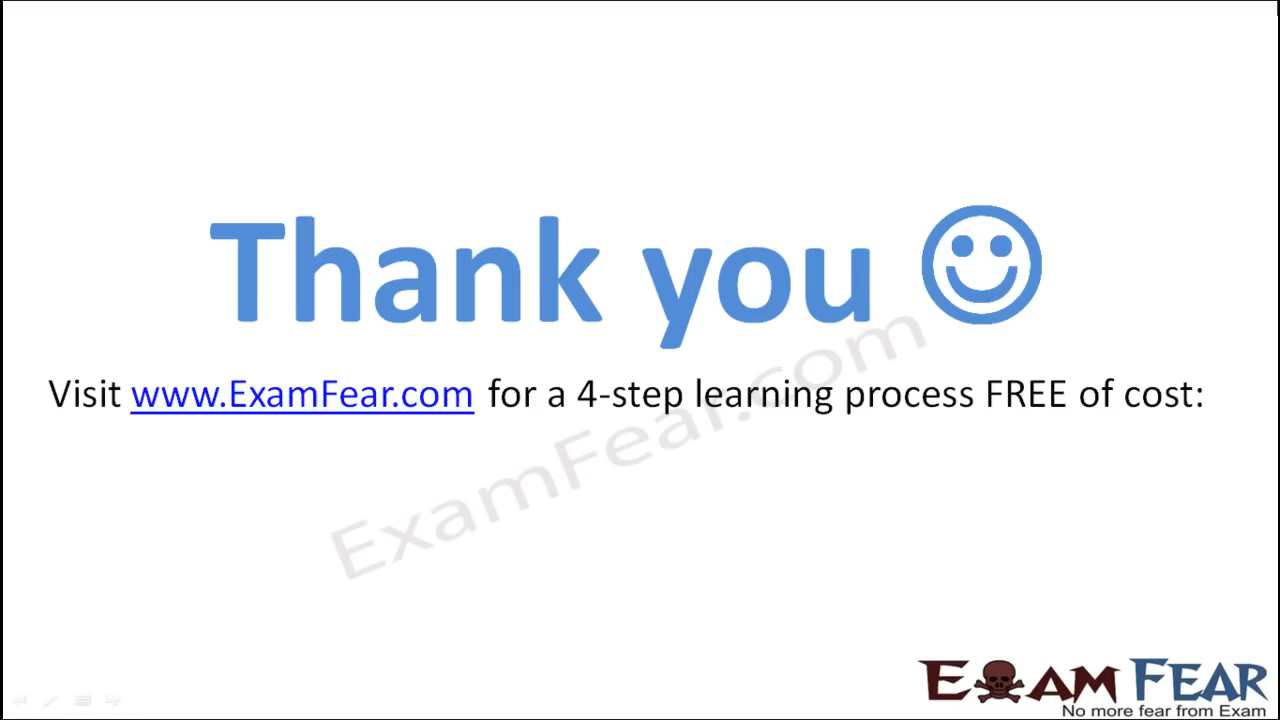 Thank you ☺
Visit www.ExamFear.com for a 4-step learning process FREE of cost:
ExamFear.com
EXAM FEAR
No more fear from Exam